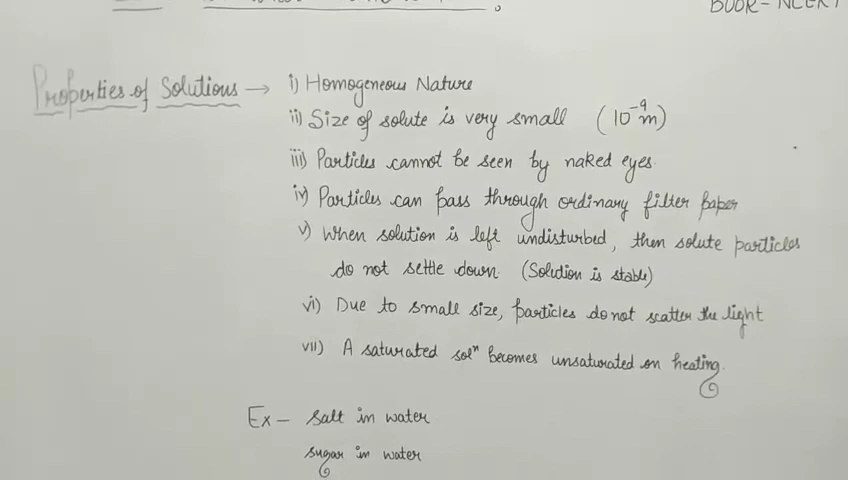 BOOK-NCERT
Properties of Solutions → i) Homogeneous Nature
ii) Size of solute is very small (10⁻⁹m)
iii) Particles cannot be seen by naked eyes.
iv) Particles can pass through ordinary filter paper
v) When solution is left undisturbed, then solute particles
do not settle down. (Solution is stable)
vi) Due to small size, particles do not scatter the light
vii) A saturated solⁿ becomes unsaturated on heating.
Ex – Salt in water
sugar in water